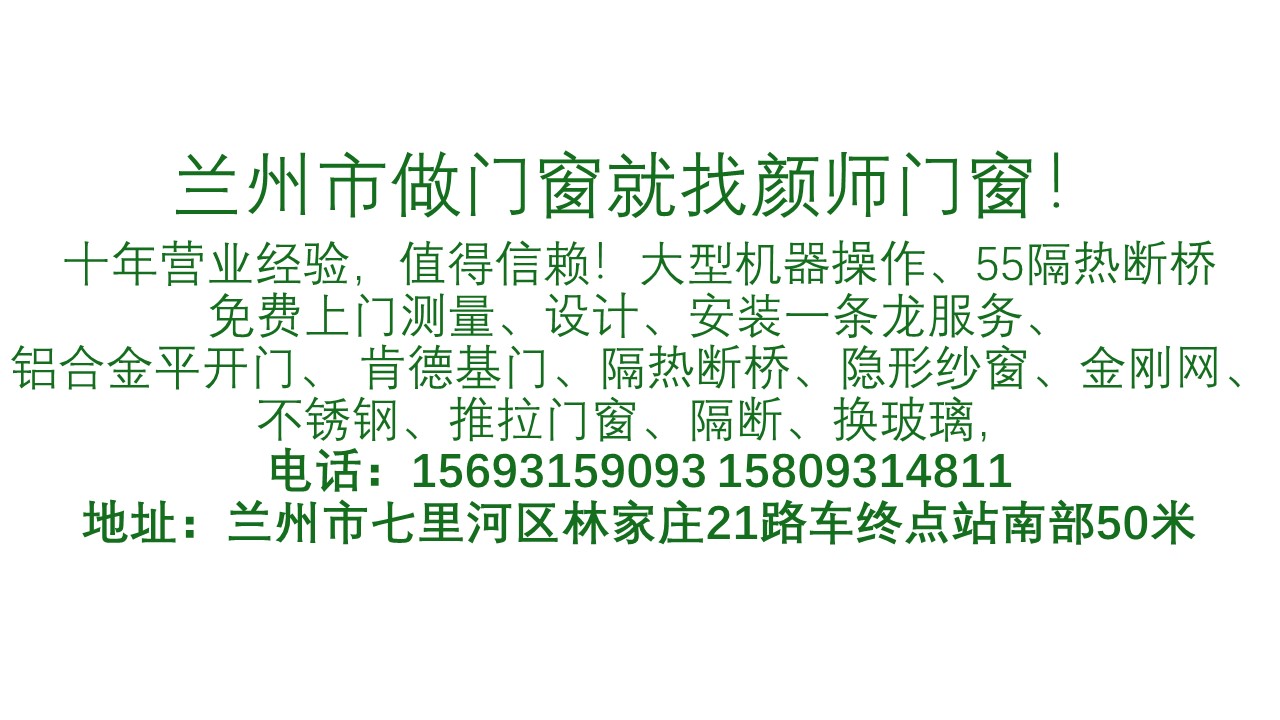 兰州市做门窗就找颜师门窗！
十年营业经验，值得信赖！大型机器操作、55隔热断桥
免费上门测量、设计、安装一条龙服务、
铝合金平开门、 肯德基门、隔热断桥、隐形纱窗、金刚网、
不锈钢、推拉门窗、隔断、换玻璃,
电话：15693159093 15809314811
地址：兰州市七里河区林家庄21路车终点站南部50米